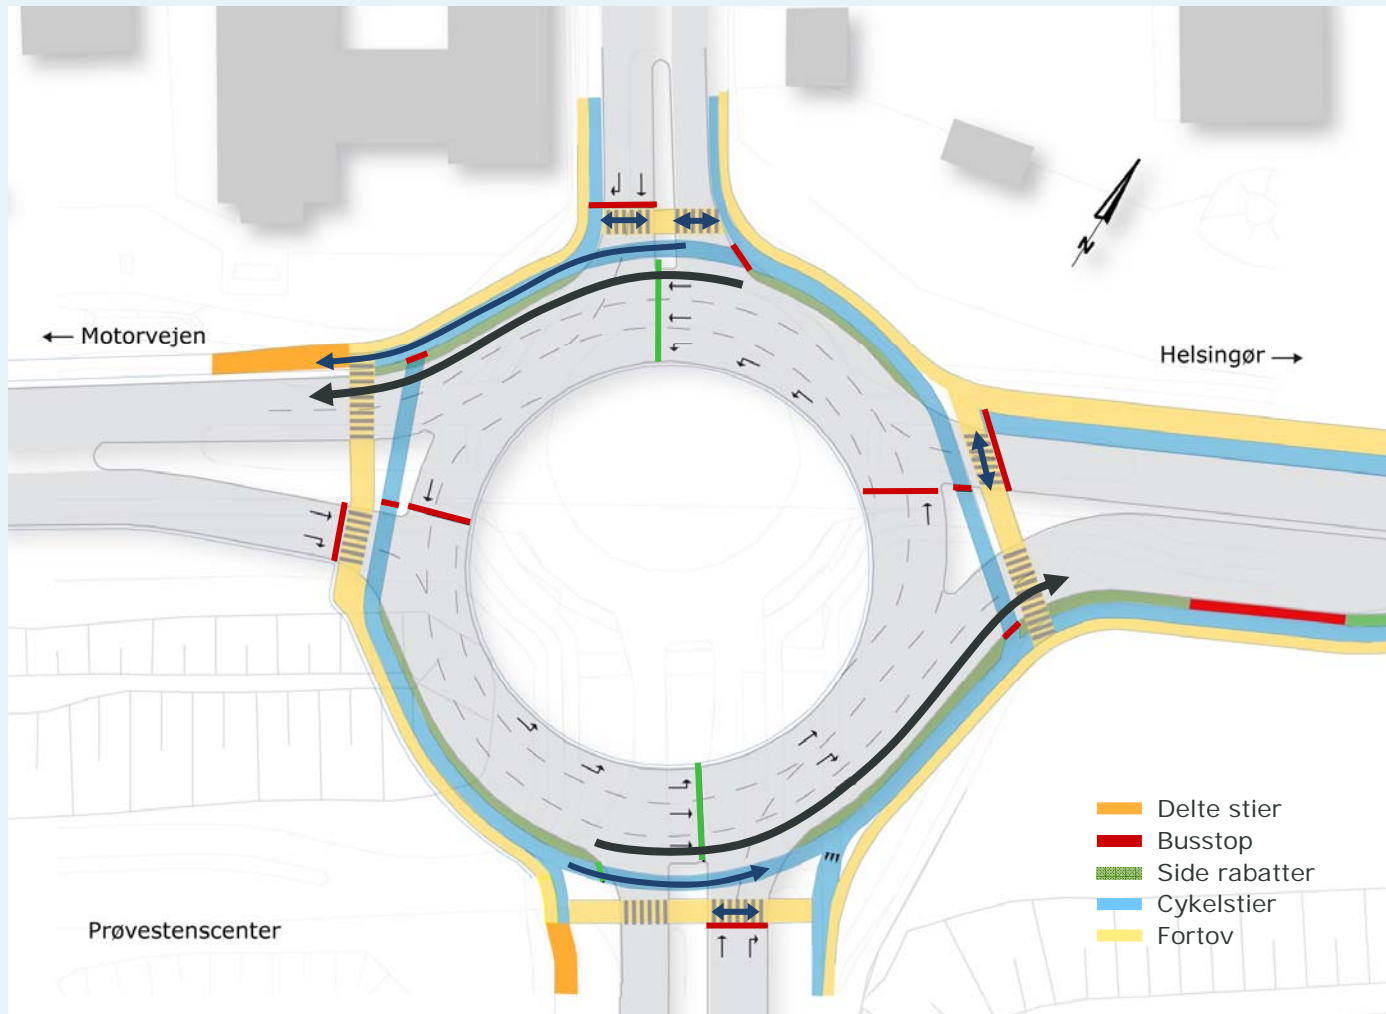 N
← Motorvejen
Helsingør →
Prøvestenscenter
Delte stier
Busstop
Side rabatter
Cykelstier
Fortov